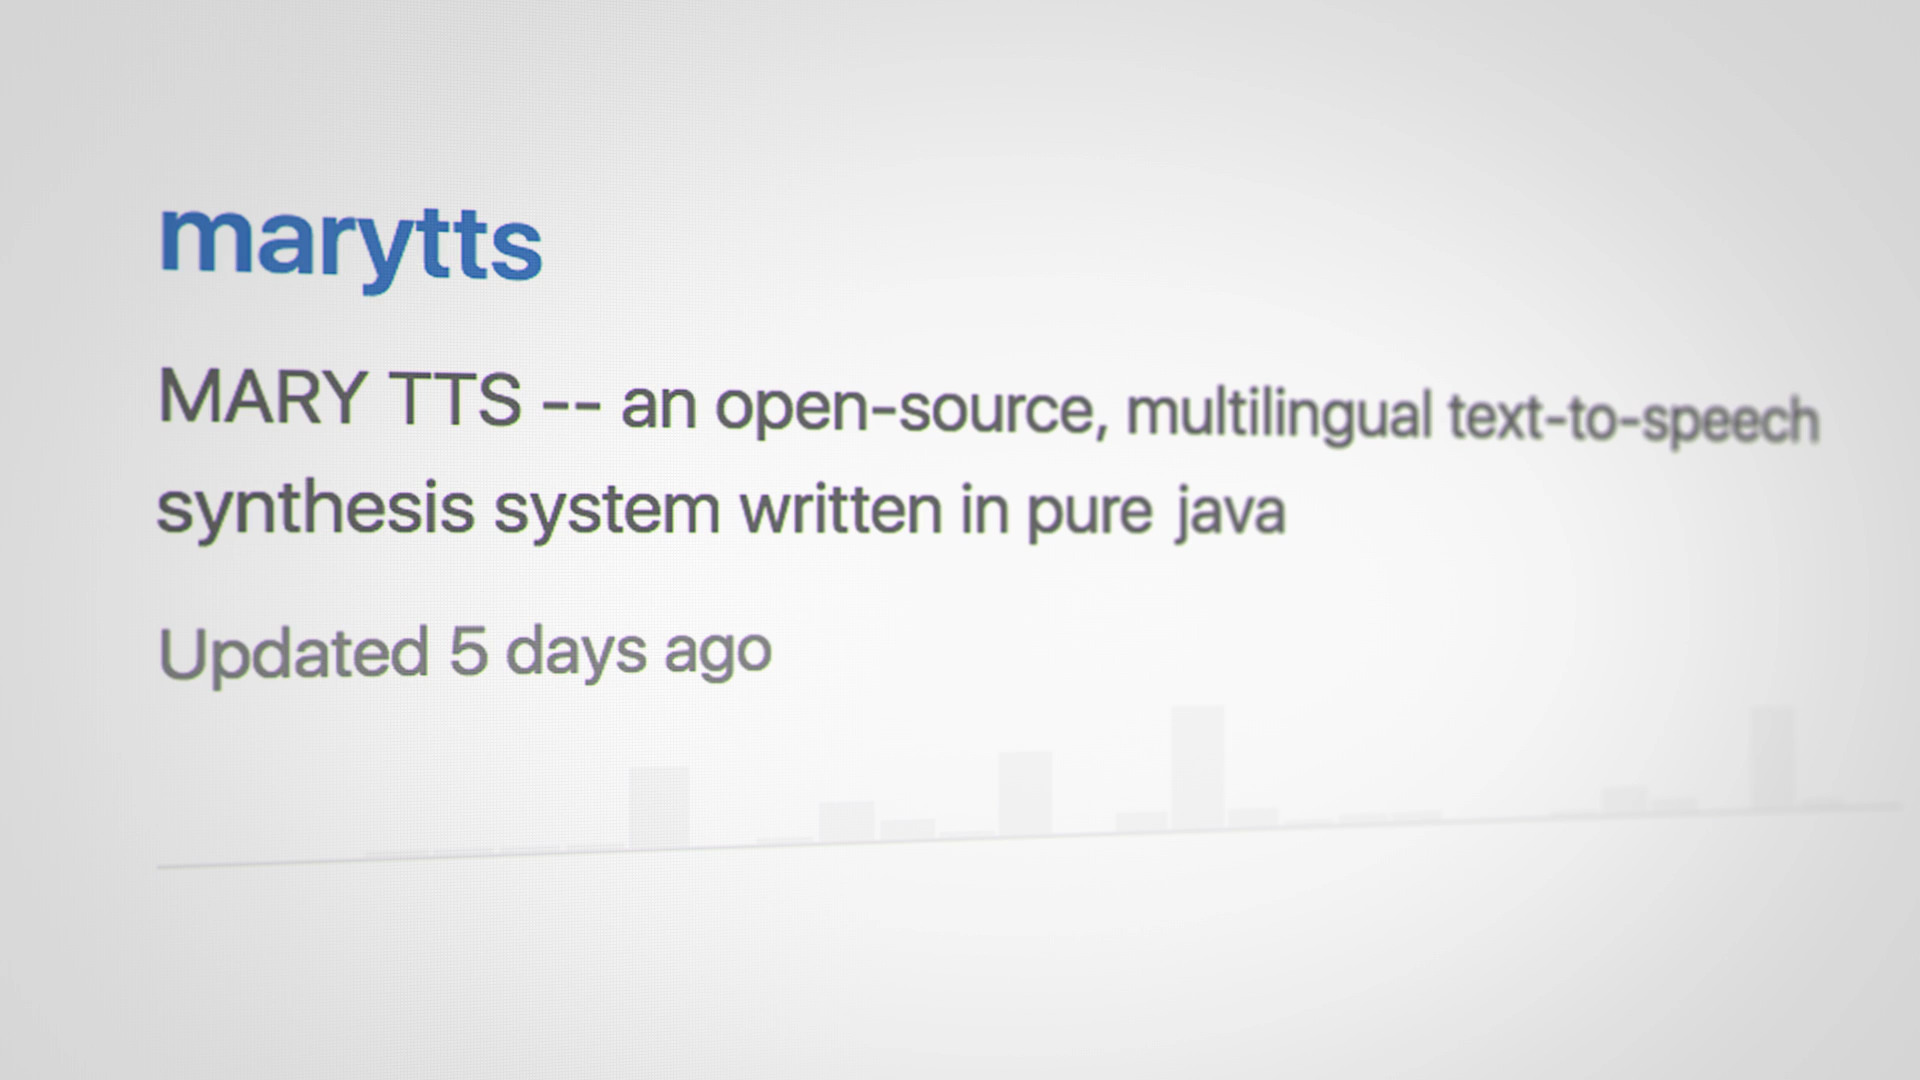 marytts
MARY TTS -- an open-source, multilingual text-to-speech
synthesis system written in pure java
Updated 5 days ago